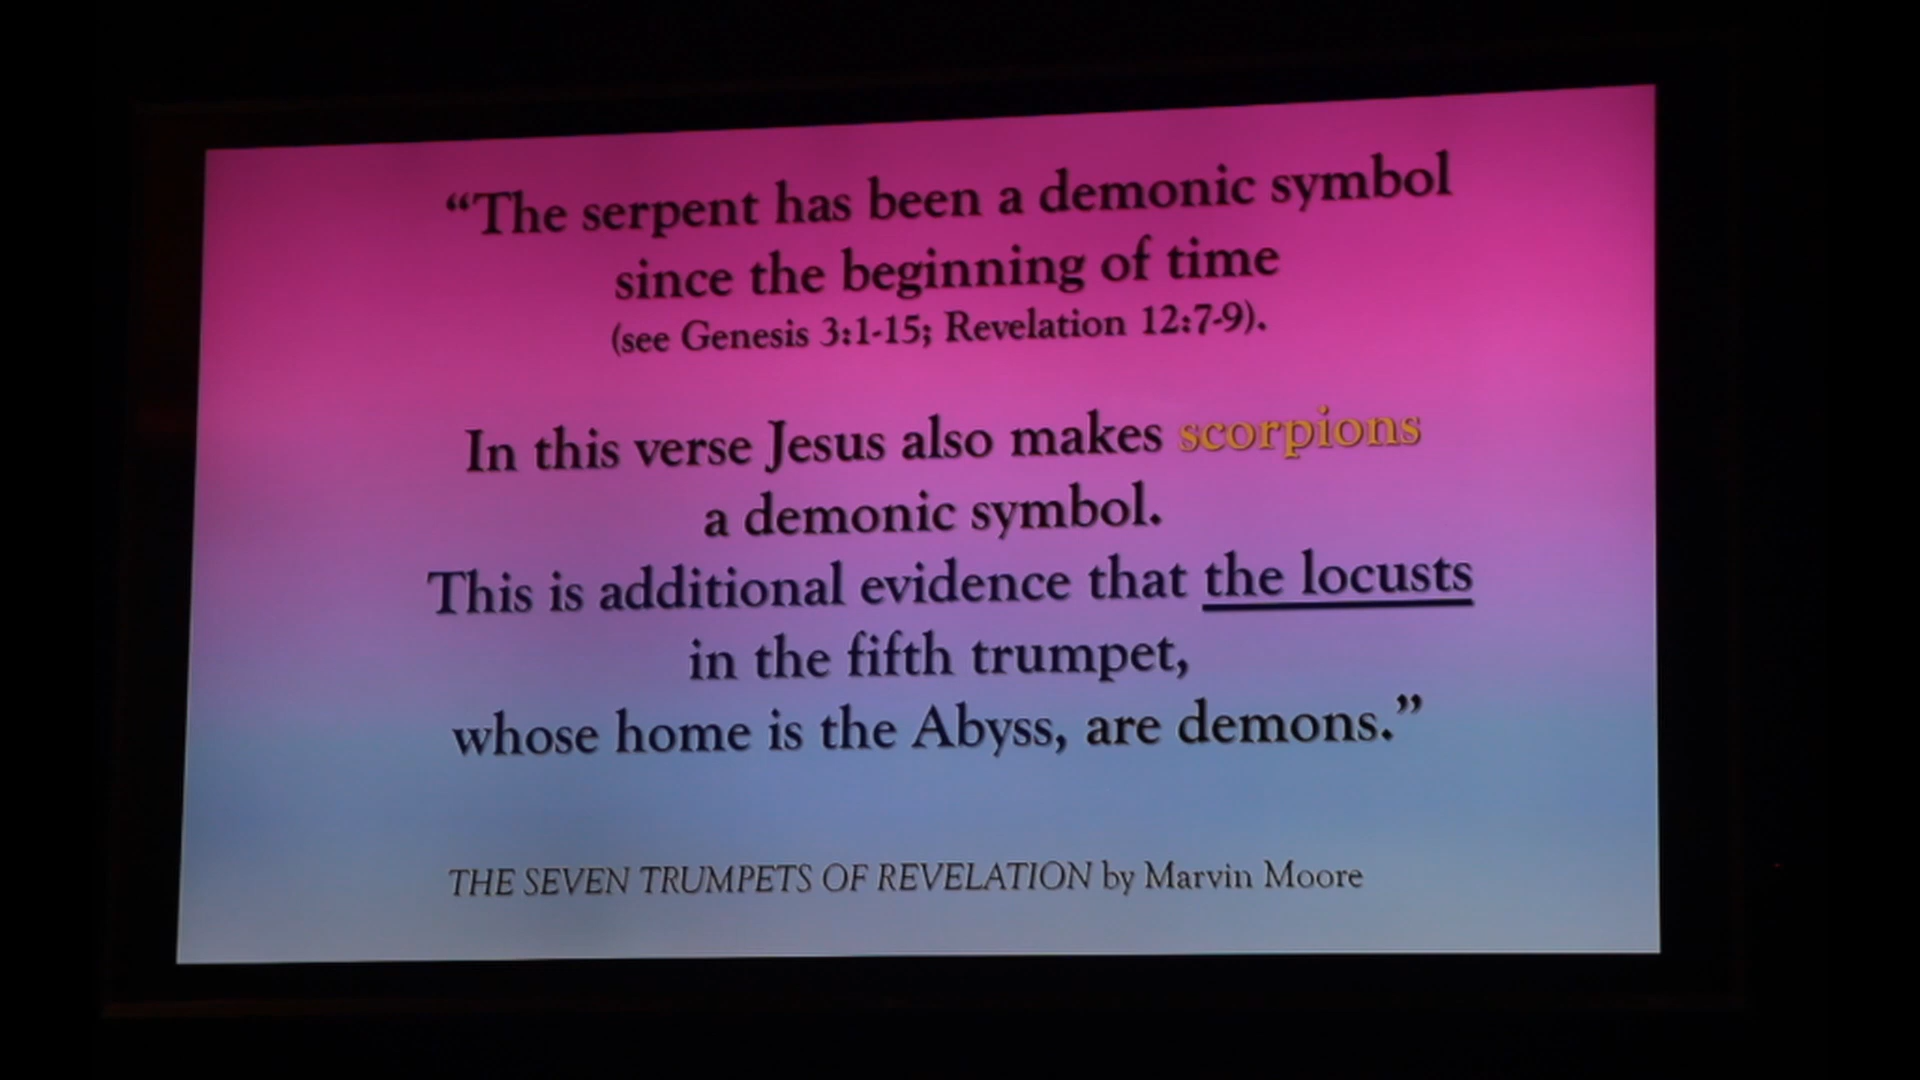 “The serpent has been a demonic symbol
since the beginning of time
(see Genesis 3:1-15; Revelation 12:7-9).
In this verse Jesus also makes scorpions
a demonic symbol.
This is additional evidence that the locusts
in the fifth trumpet,
whose home is the Abyss, are demons.”
THE SEVEN TRUMPETS OF REVELATION by Marvin Moore